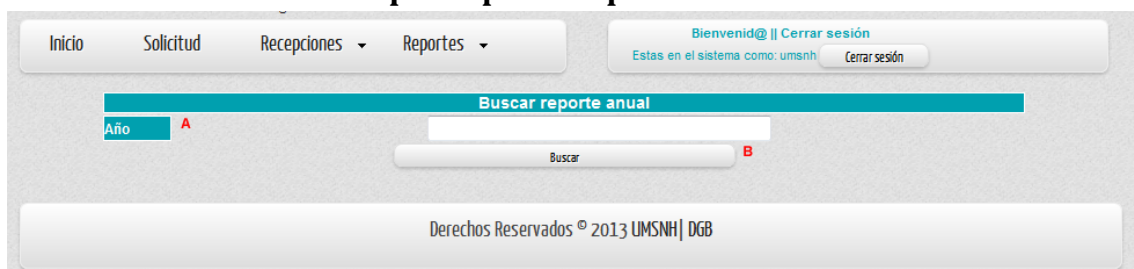 Inicio Solicitud Recepciones Reportes
Bienvenid@ || Cerrar sesión
Estas en el sistema como: umsnh Cerrar sesión
Buscar reporte anual
Año A
Buscar B
Derechos Reservados © 2013 UMSNH| DGB